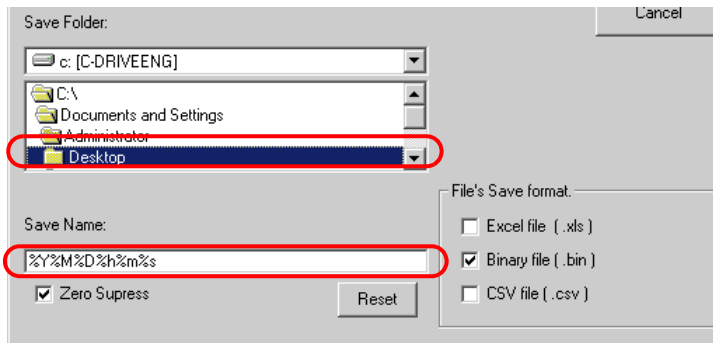 Save Folder:
Cancel
c: [C-DRIVEENG]
C:\
Documents and Settings
Administrator
Desktop
File's Save format.
Save Name:
Excel file ( .xls )
%Y%M%D%h%m%s
Binary file ( .bin )
Zero Supress
Reset
CSV file ( .csv )